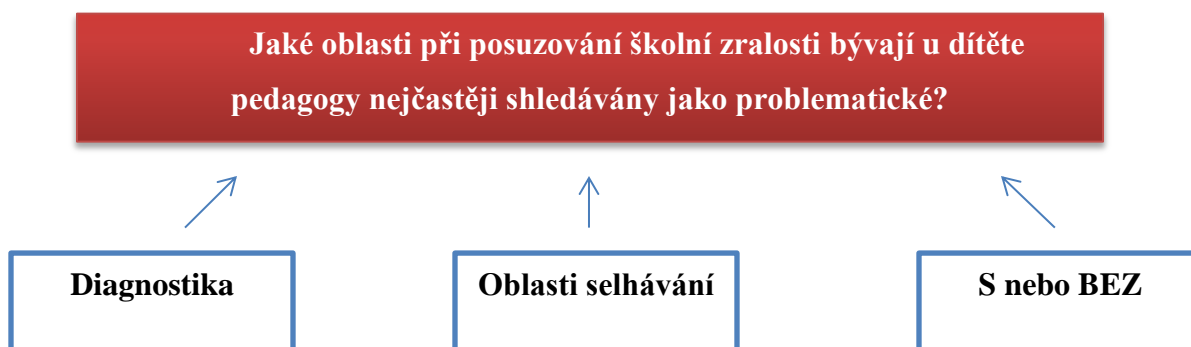 Jaké oblasti při posuzování školní zralosti bývají u dítěte
pedagogy nejčastěji shledávány jako problematické?
Diagnostika
Oblasti selhávání
S nebo BEZ